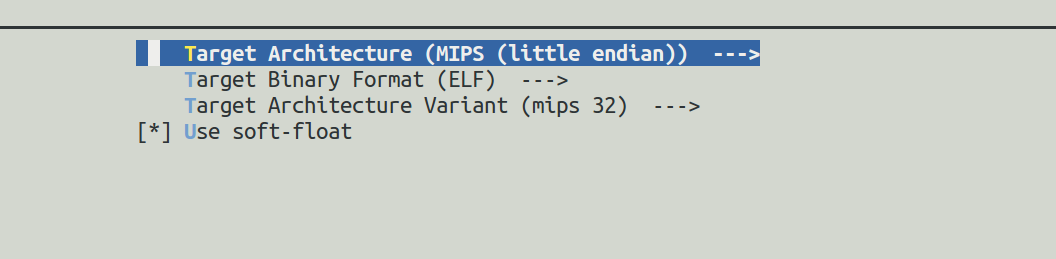 Target Architecture (MIPS (little endian))  --->
Target Binary Format (ELF)  --->
Target Architecture Variant (mips 32)  --->
[*] Use soft-float